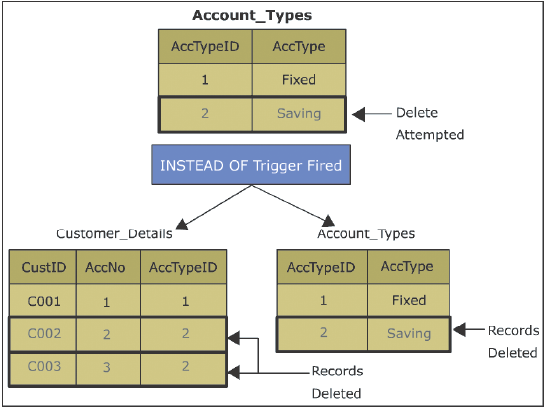 Account_Types
AccTypeID AccType
1 Fixed
2 Saving
Delete
Attempted
INSTEAD OF Trigger Fired
Customer_Details
CustID AccNo AccTypeID
C001 1 1
C002 2 2
C003 3 2
Records
Deleted
Account_Types
AccTypeID AccType
1 Fixed
2 Saving
Records
Deleted